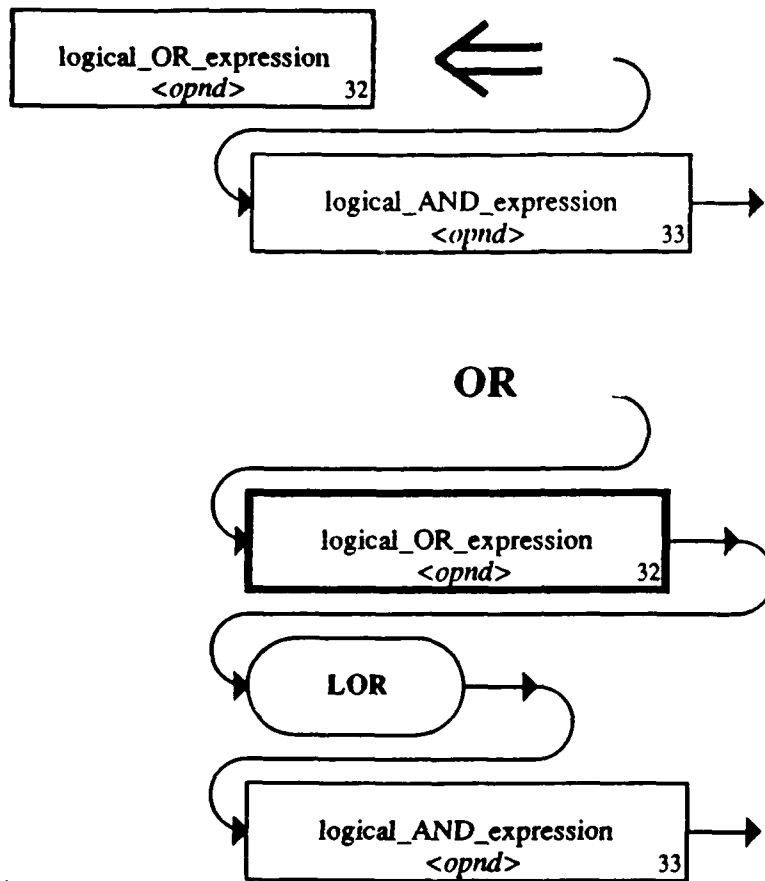 logical_OR_expression
<opnd> 32
logical_AND_expression
<opnd> 33
OR
logical_OR_expression
<opnd> 32
LOR
logical_AND_expression
<opnd> 33